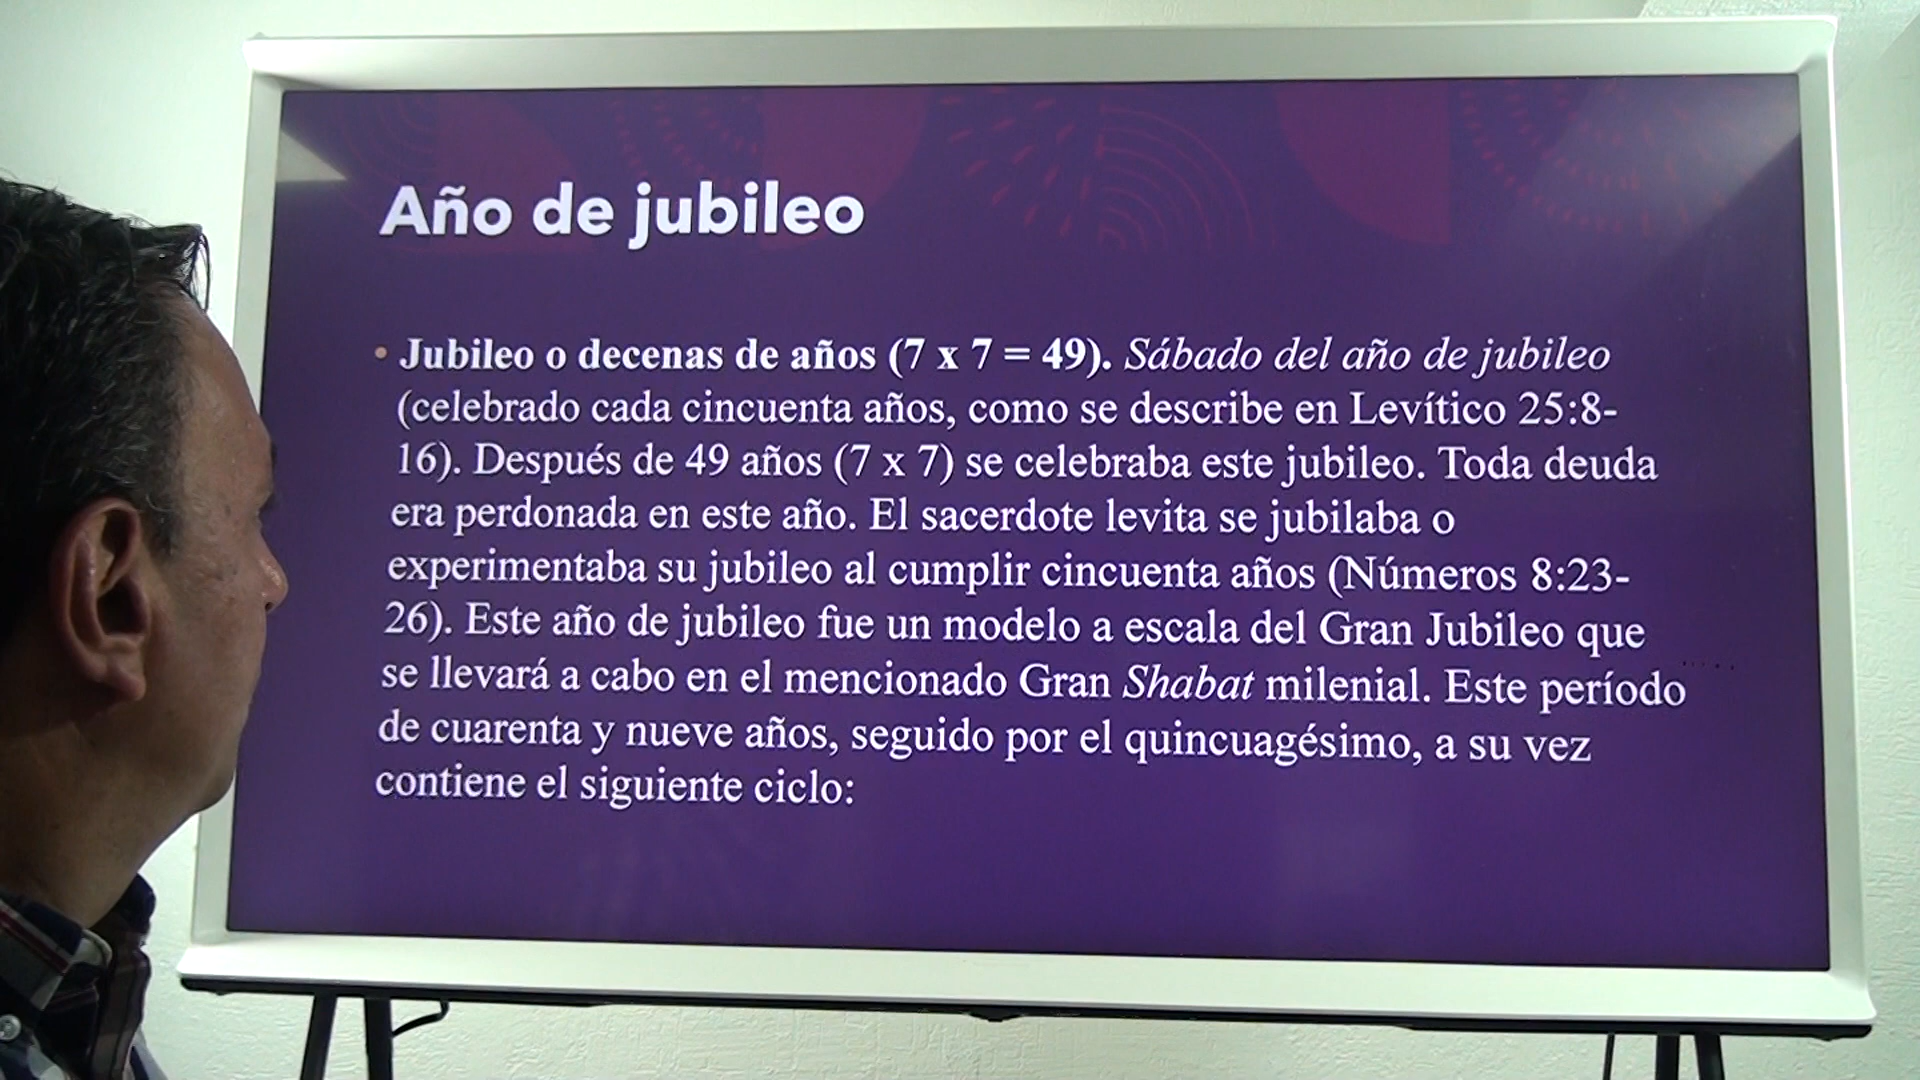 Año de jubileo
• Jubileo o decenas de años (7 x 7 = 49). Sábado del año de jubileo
(celebrado cada cincuenta años, como se describe en Levítico 25:8-
16). Después de 49 años (7 x 7) se celebraba este jubileo. Toda deuda
era perdonada en este año. El sacerdote levita se jubilaba o
experimentaba su jubileo al cumplir cincuenta años (Números 8:23-
26). Este año de jubileo fue un modelo a escala del Gran Jubileo que
se llevará a cabo en el mencionado Gran Shabat milenial. Este período
de cuarenta y nueve años, seguido por el quincuagésimo, a su vez
contiene el siguiente ciclo: